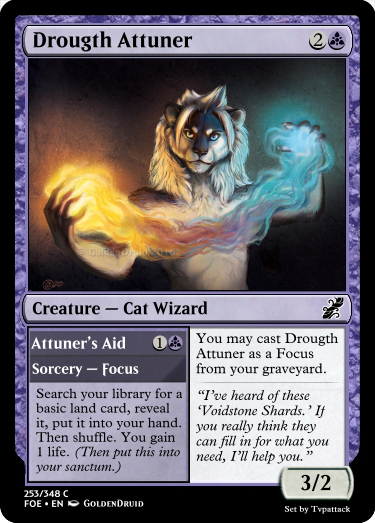 Drougth Attuner
2
Creature — Cat Wizard
Attuner's Aid
1
Sorcery — Focus
Search your library for a
basic land card, reveal
it, put it into your hand.
Then shuffle. You gain
1 life. (Then put this into
your sanctum.)
You may cast Drougth
Attuner as a Focus
from your graveyard.
“I've heard of these
‘Voidstone Shards.’ If
you really think they
can fill in for what you
need, I'll help you.”
3/2
253/348 C
FOE • EN GoldenDruid
Set by Tvpattack